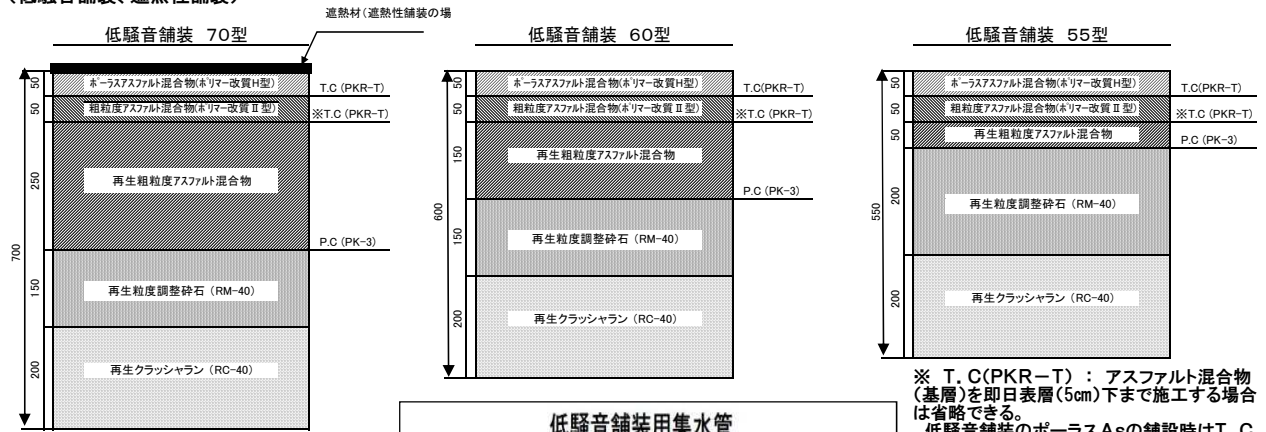 (低騒音舗装、遮熱性舗装)
遮熱材(遮熱性舗装の場
低騒音舗装 70型
50
ポーラスアスファルト混合物(ポリマー改質H型)
T.C (PKR-T)
50
粗粒度アスファルト混合物(ポリマー改質Ⅱ型)
※T.C (PKR-T)
250
再生粗粒度アスファルト混合物
P.C (PK-3)
700
150
再生粒度調整砕石 (RM-40)
200
再生クラッシャラン (RC-40)
低騒音舗装 60型
50
ポーラスアスファルト混合物(ポリマー改質H型)
T.C(PKR-T)
50
粗粒度アスファルト混合物(ポリマー改質Ⅱ型)
※T.C (PKR-T)
150
再生粗粒度アスファルト混合物
P.C (PK-3)
600
150
再生粒度調整砕石 (RM-40)
200
再生クラッシャラン (RC-40)
低騒音舗装 55型
50
ポーラスアスファルト混合物(ポリマー改質H型)
T.C(PKR-T)
50
粗粒度アスファルト混合物(ポリマー改質Ⅱ型)
※T.C (PKR-T)
50
再生粗粒度アスファルト混合物
P.C (PK-3)
550
200
再生粒度調整砕石 (RM-40)
200
再生クラッシャラン (RC-40)
※ T.C(PKR-T) : アスファルト混合物
(基層)を即日表層(5cm)下まで施工する場合
は省略できる。
低騒音舗装のポーラスAsの舗設時はT.C
低騒音舗装用集水管